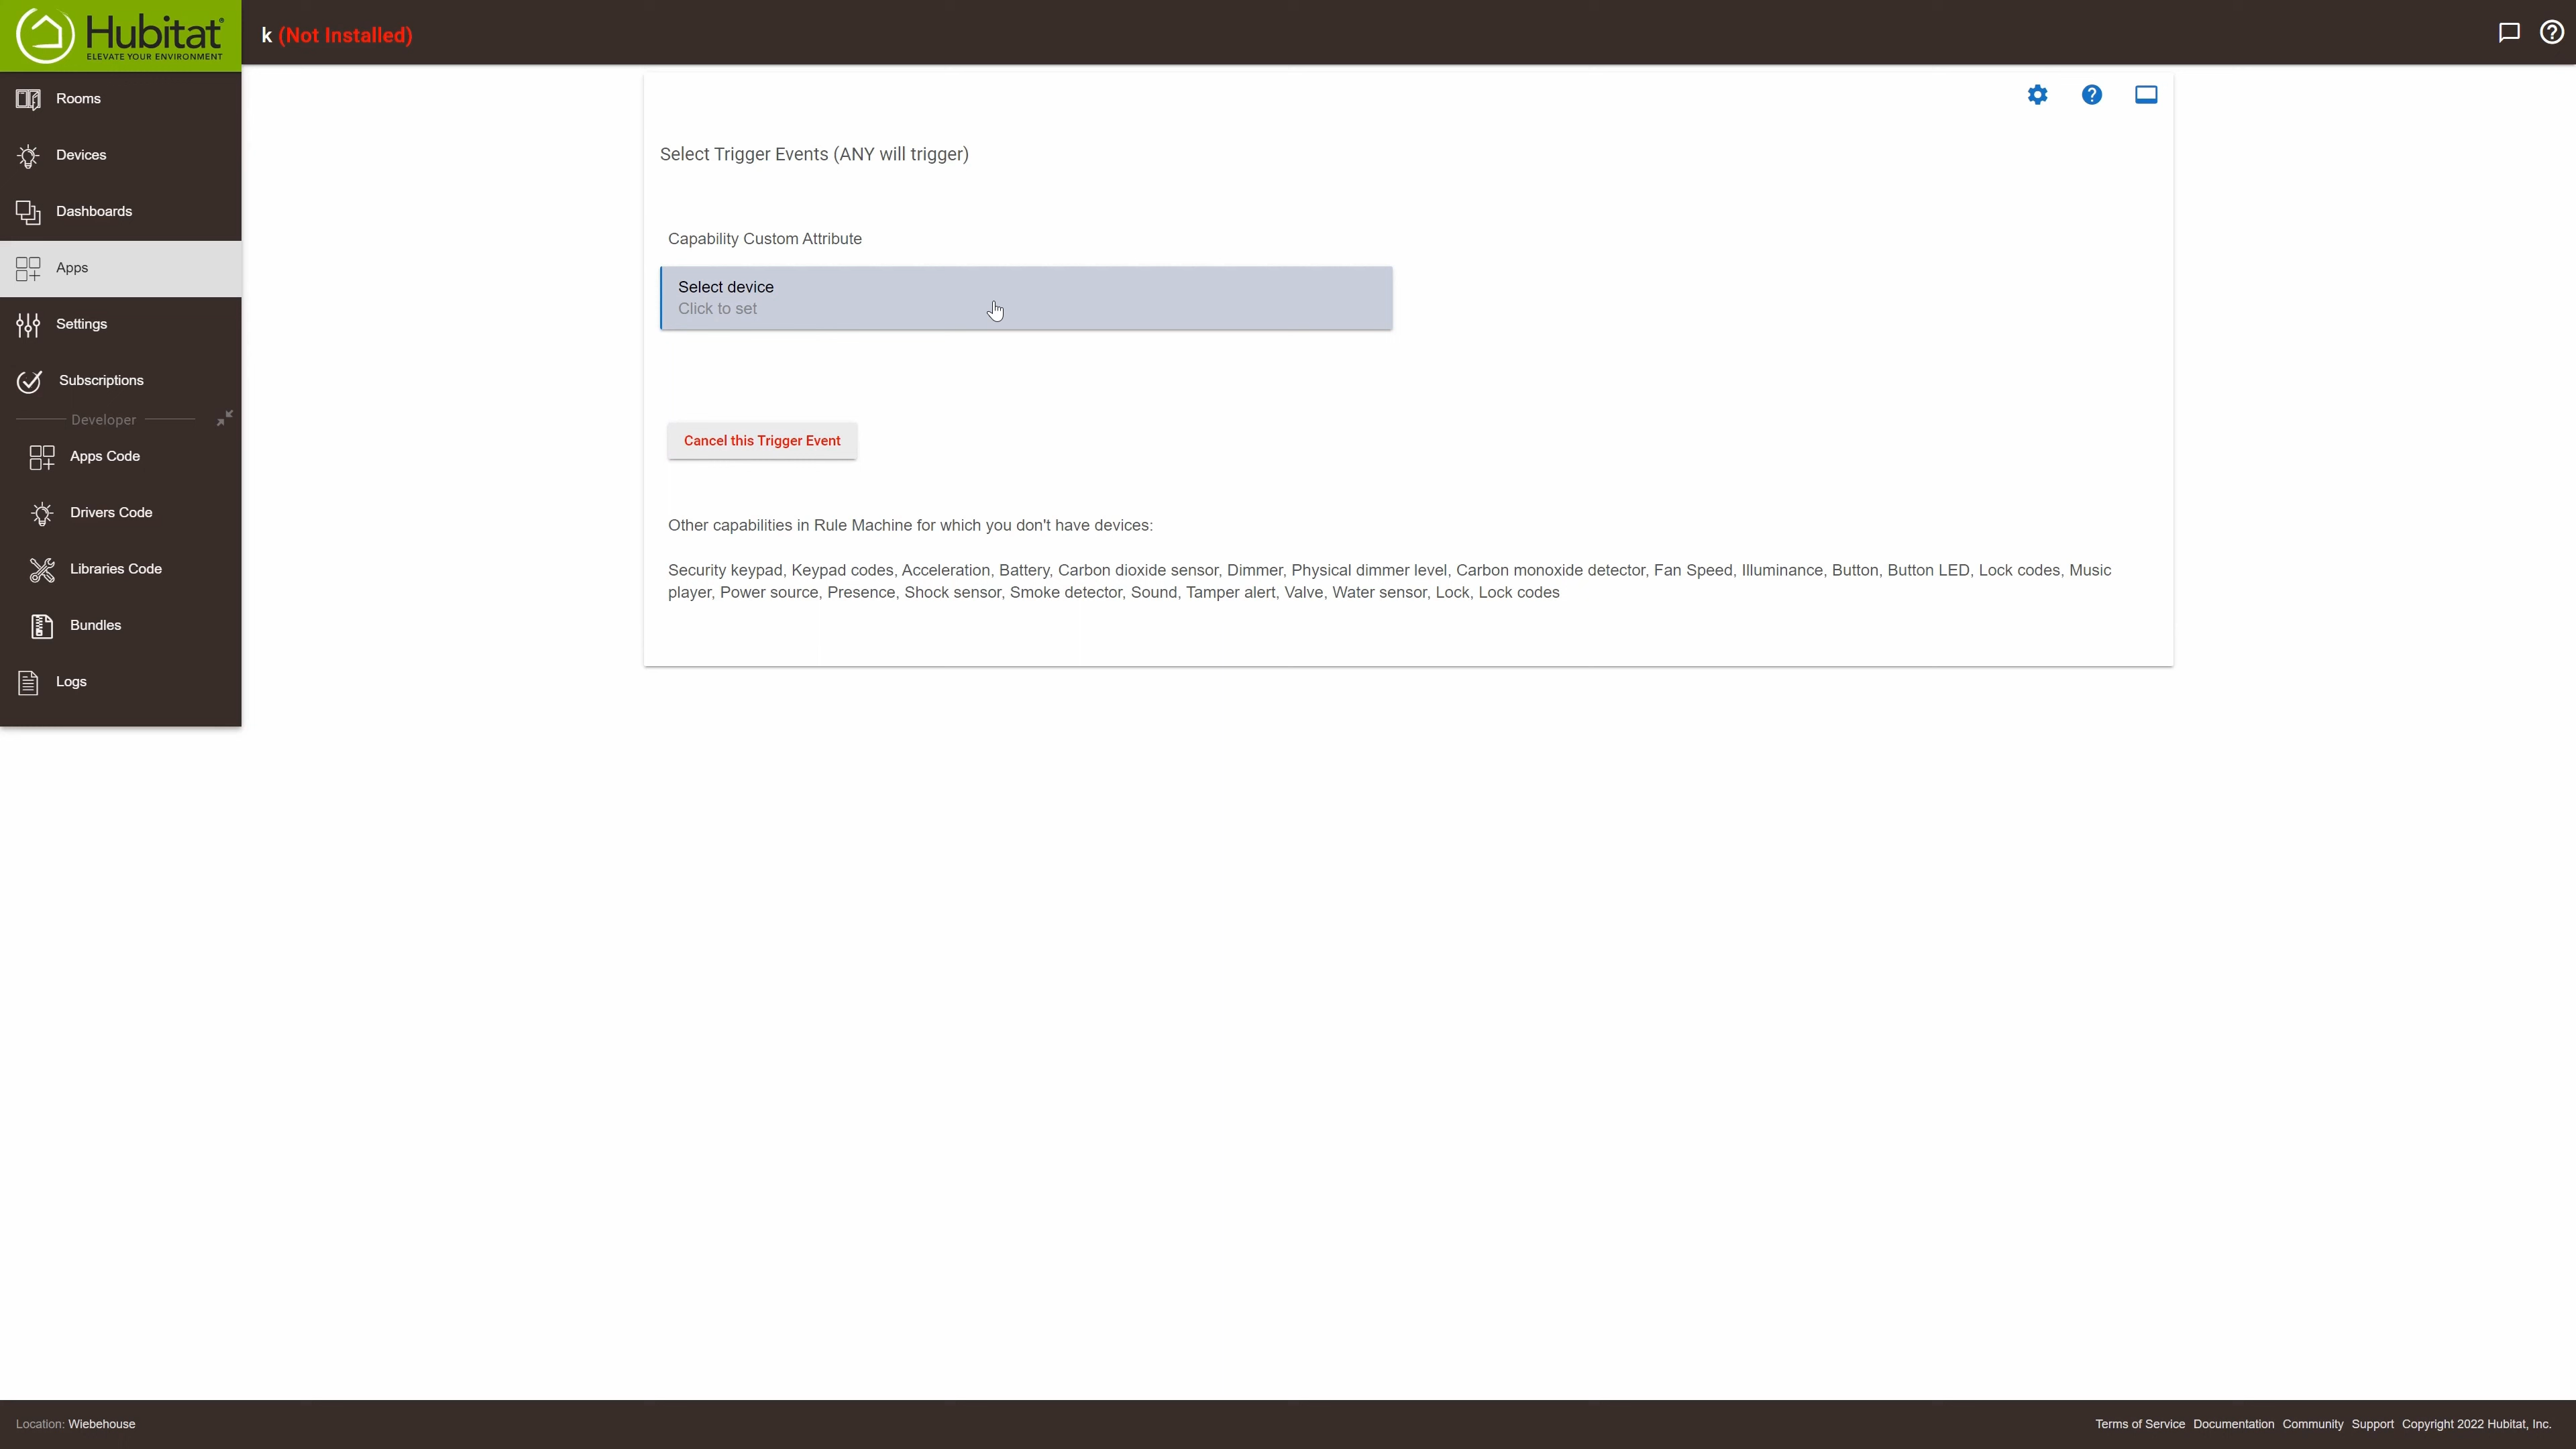 Hubitat®
ELEVATE YOUR ENVIRONMENT
k (Not Installed)
Rooms
Devices
Dashboards
Apps
Settings
Subscriptions
Developer
Apps Code
Drivers Code
Libraries Code
Bundles
Logs
Select Trigger Events (ANY will trigger)
Capability Custom Attribute
Select device
Click to set
Cancel this Trigger Event
Other capabilities in Rule Machine for which you don't have devices:
Security keypad, Keypad codes, Acceleration, Battery, Carbon dioxide sensor, Dimmer, Physical dimmer level, Carbon monoxide detector, Fan Speed, Illuminance, Button, Button LED, Lock codes, Music
player, Power source, Presence, Shock sensor, Smoke detector, Sound, Tamper alert, Valve, Water sensor, Lock, Lock codes
Location: Wiebehouse
Terms of Service Documentation Community Support Copyright 2022 Hubitat, Inc.